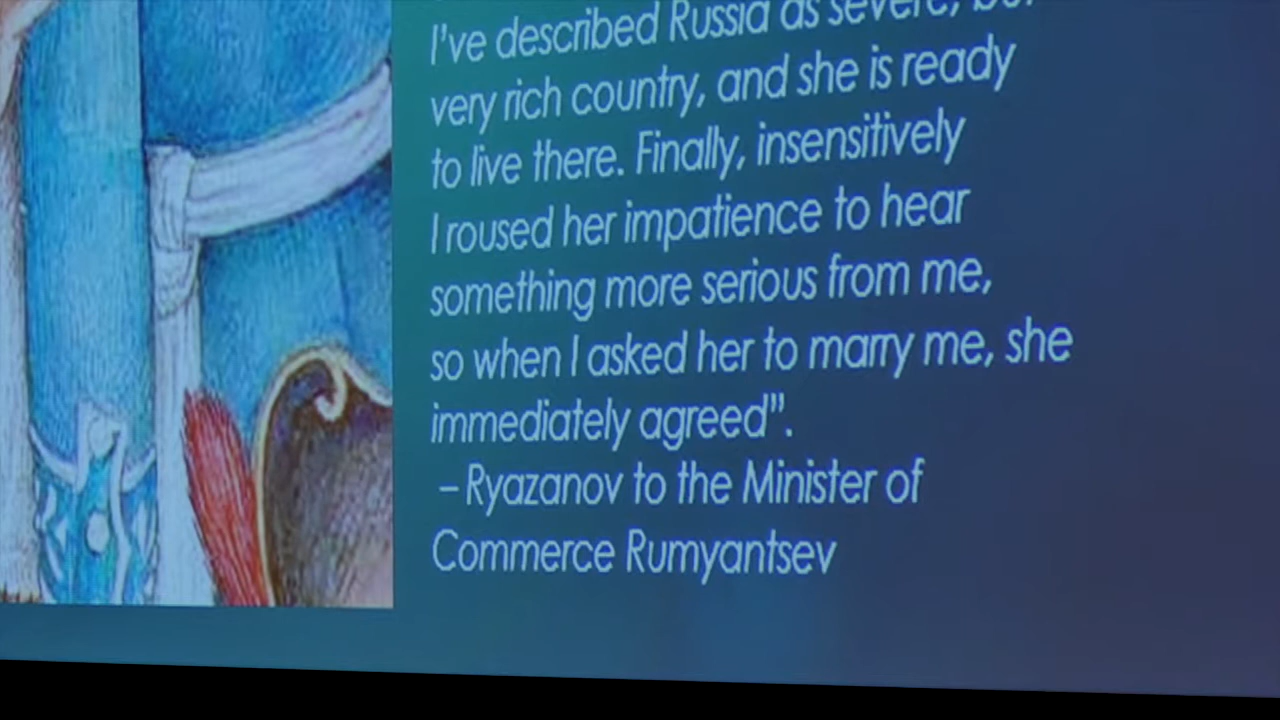 I've described Russia as severe, but
very rich country, and she is ready
to live there. Finally, insensitively
I roused her impatience to hear
something more serious from me,
so when I asked her to marry me, she
immediately agreed".
– Ryazanov to the Minister of
Commerce Rumyantsev